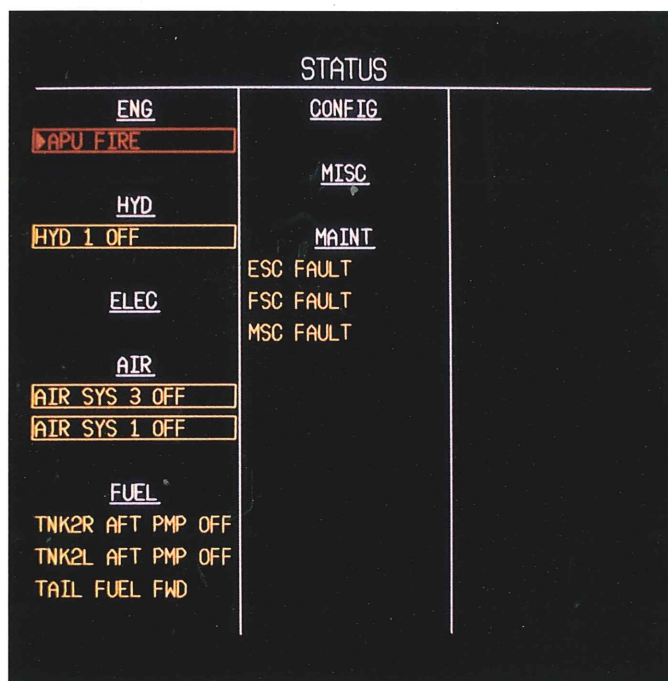 STATUS
ENG
▶APU FIRE
HYD
HYD 1 OFF
ELEC
AIR
AIR SYS 3 OFF
AIR SYS 1 OFF
FUEL
TNK2R AFT PMP OFF
TNK2L AFT PMP OFF
TAIL FUEL FWD
CONFIG
MISC
MAINT
ESC FAULT
FSC FAULT
MSC FAULT